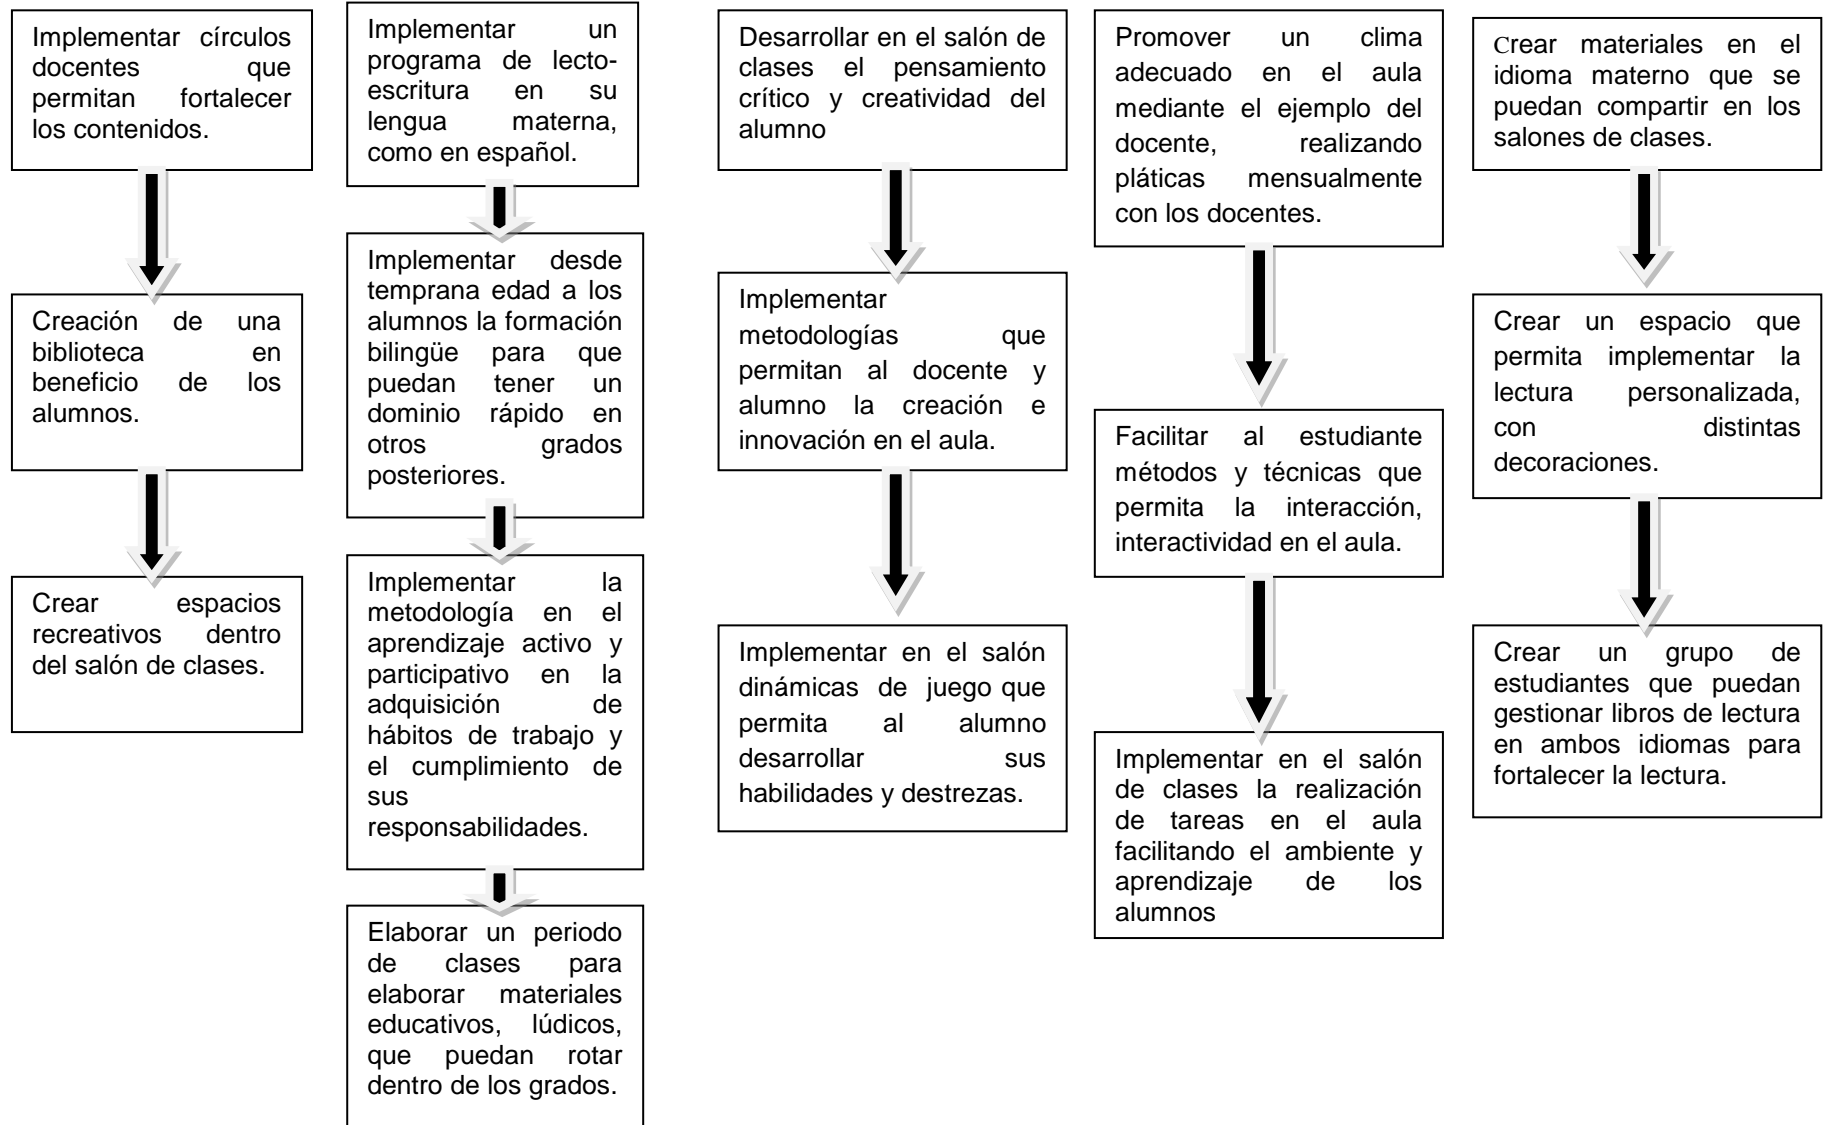 Implementar círculos
docentes que
permitan fortalecer
los contenidos.
Creación de una
biblioteca en
beneficio de los
alumnos.
Crear espacios
recreativos dentro
del salón de clases.
Implementar un
programa de lecto-
escritura en su
lengua materna,
como en español.
Implementar desde
temprana edad a los
alumnos la formación
bilingüe para que
puedan tener un
dominio rápido en
otros grados
posteriores.
Implementar la
metodología en el
aprendizaje activo y
participativo en la
adquisición de
hábitos de trabajo y
el cumplimiento de
sus
responsabilidades.
Elaborar un periodo
de clases para
elaborar materiales
educativos, lúdicos,
que puedan rotar
dentro de los grados.
Desarrollar en el salón de
clases el pensamiento
crítico y creatividad del
alumno
Implementar
metodologías que
permitan al docente y
alumno la creación e
innovación en el aula.
Implementar en el salón
dinámicas de juego que
permita al alumno
desarrollar sus
habilidades y destrezas.
Promover un clima
adecuado en el aula
mediante el ejemplo del
docente, realizando
pláticas mensualmente
con los docentes.
Facilitar al estudiante
métodos y técnicas que
permita la interacción,
interactividad en el aula.
Implementar en el salón
de clases la realización
de tareas en el aula
facilitando el ambiente y
aprendizaje de los
alumnos
Crear materiales en el
idioma materno que se
puedan compartir en los
salones de clases.
Crear un espacio que
permita implementar la
lectura personalizada,
con distintas
decoraciones.
Crear un grupo de
estudiantes que puedan
gestionar libros de lectura
en ambos idiomas para
fortalecer la lectura.